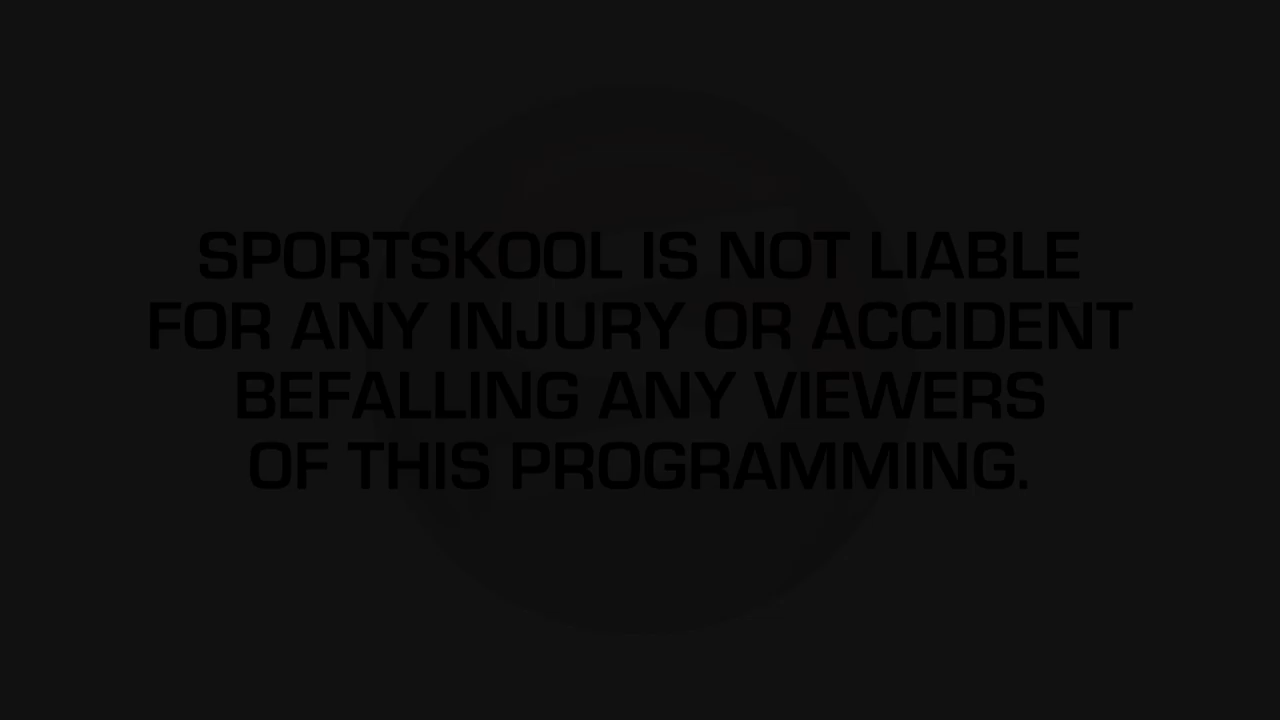 SPORTSKOOL IS NOT LIABLE
FOR ANY INJURY OR ACCIDENT
BEFALLING ANY VIEWERS
OF THIS PROGRAMMING.